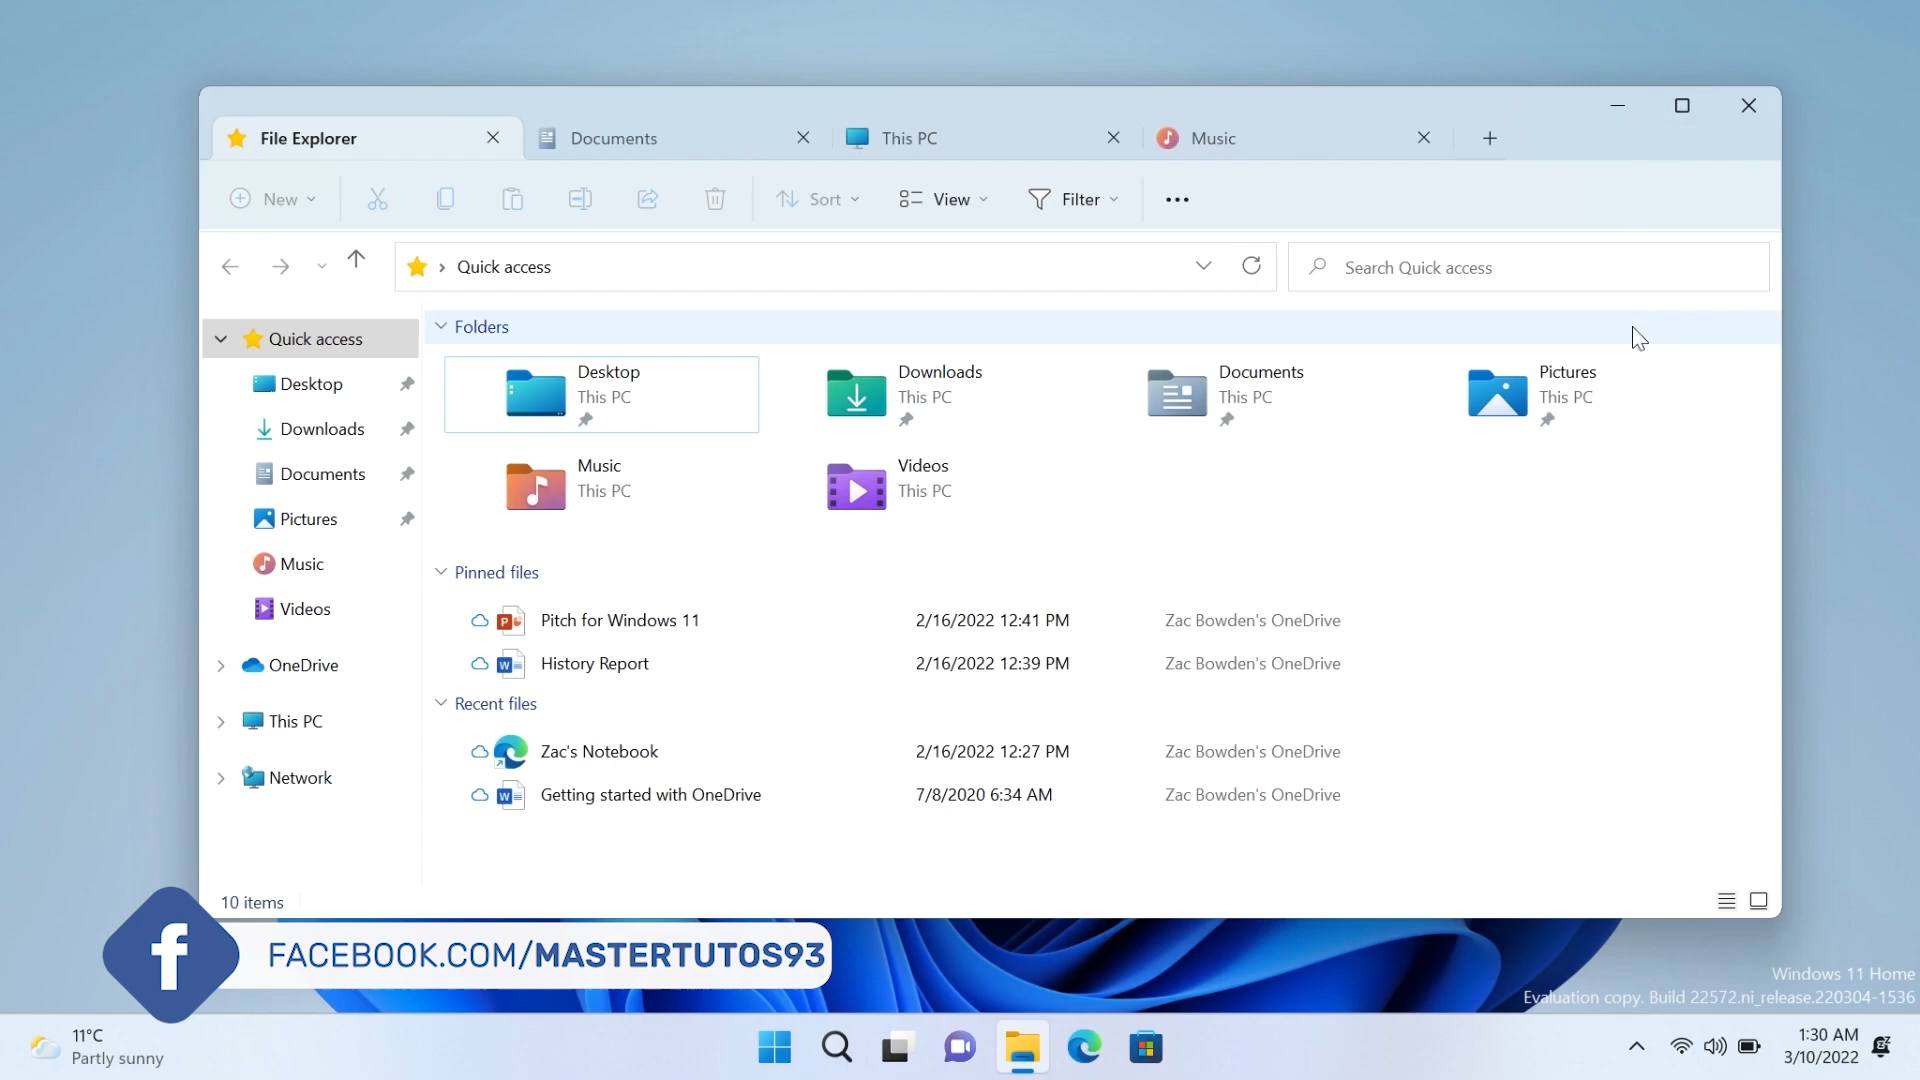 File Explorer
Documents
This PC
Music
New
Sort
View
Filter
Quick access
Search Quick access
Quick access
Desktop
Downloads
Documents
Pictures
Music
Videos
OneDrive
This PC
Network
Folders
Desktop
This PC
Downloads
This PC
Documents
This PC
Pictures
This PC
Music
This PC
Videos
This PC
Pinned files
Pitch for Windows 11 2/16/2022 12:41 PM Zac Bowden's OneDrive
History Report 2/16/2022 12:39 PM Zac Bowden's OneDrive
Recent files
Zac's Notebook 2/16/2022 12:27 PM Zac Bowden's OneDrive
Getting started with OneDrive 7/8/2020 6:34 AM Zac Bowden's OneDrive
10 items
FACEBOOK.COM/MASTERTUTOS93
Windows 11 Home
Evaluation copy. Build 22572.ni_release.220304-1536
11°C
Partly sunny
1:30 AM
3/10/2022